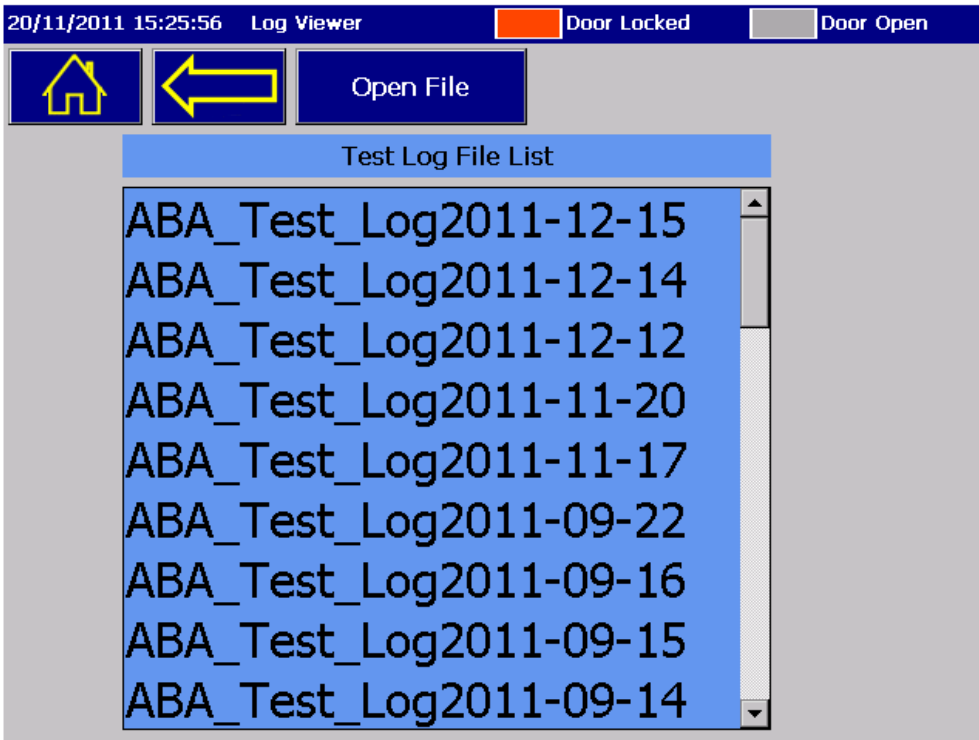 20/11/2011 15:25:56 Log Viewer Door Locked Door Open
Open File
Test Log File List
ABA_Test_Log2011-12-15
ABA_Test_Log2011-12-14
ABA_Test_Log2011-12-12
ABA_Test_Log2011-11-20
ABA_Test_Log2011-11-17
ABA_Test_Log2011-09-22
ABA_Test_Log2011-09-16
ABA_Test_Log2011-09-15
ABA_Test_Log2011-09-14